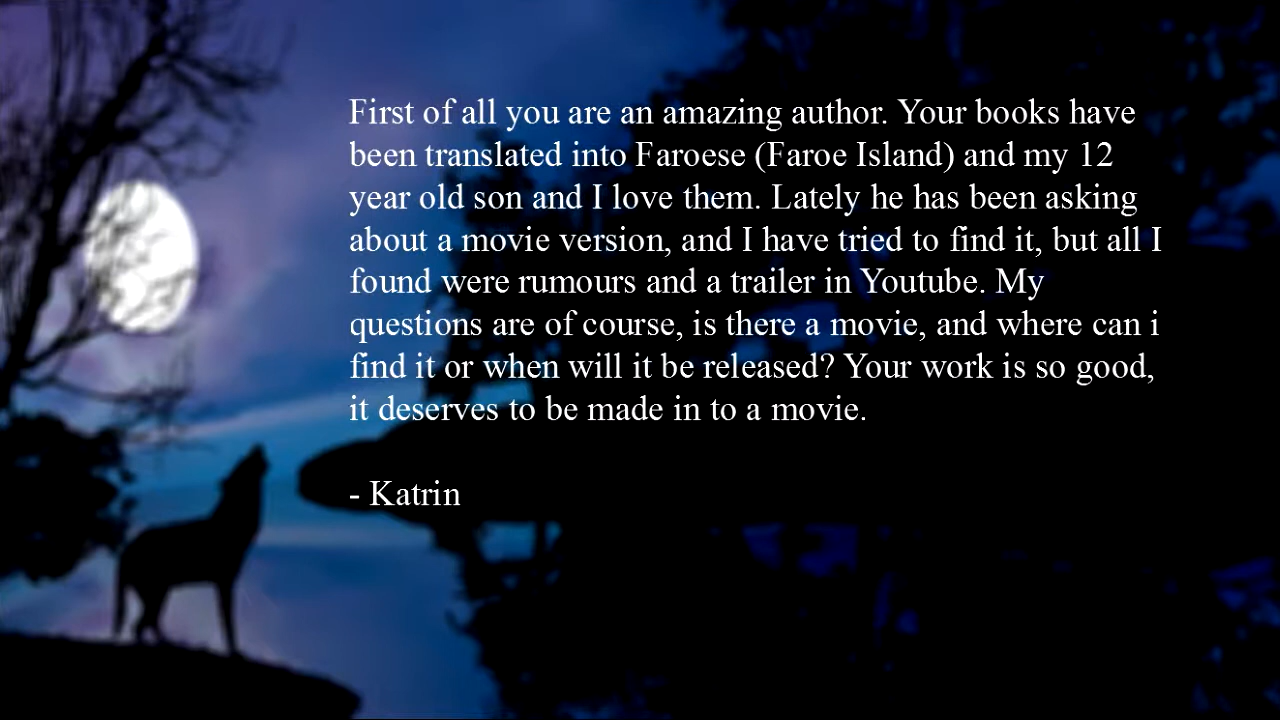 First of all you are an amazing author. Your books have
been translated into Faroese (Faroe Island) and my 12
year old son and I love them. Lately he has been asking
about a movie version, and I have tried to find it, but all I
found were rumours and a trailer in Youtube. My
questions are of course, is there a movie, and where can i
find it or when will it be released? Your work is so good,
it deserves to be made in to a movie.
- Katrin